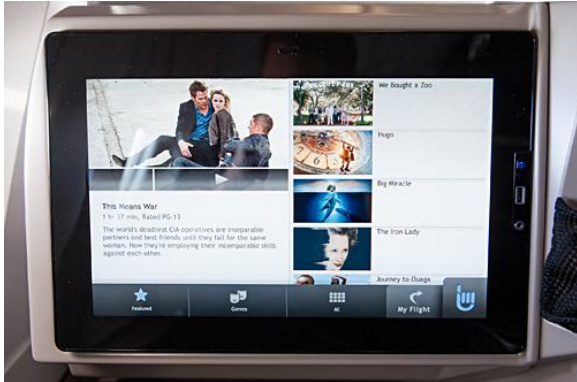 This Means War
1 hr 37 min, Rated PG-13
The world's deadliest CIA operatives are inseparable
partners and best friends until they fall for the same
woman. Now they're employing their incomparable skills
against each other.
We Bought a Zoo
Hugo
Big Miracle
The Iron Lady
Journey to Ouaga
Featured
Genres
AC
My Flight